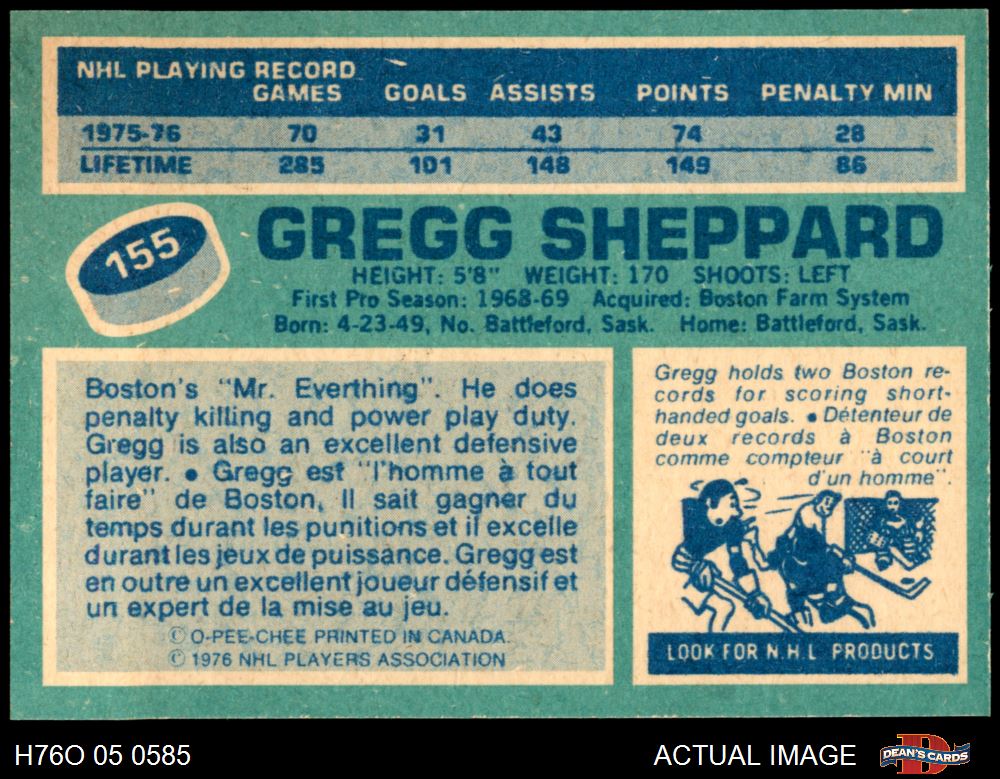 NHL PLAYING RECORD
GAMES GOALS ASSISTS POINTS PENALTY MIN
1975-76 70 31 43 74 28
LIFETIME 285 101 148 149 86
155
GREGG SHEPPARD
HEIGHT: 5'8" WEIGHT: 170 SHOOTS: LEFT
First Pro Season: 1968-69 Acquired: Boston Farm System
Born: 4-23-49, No. Battleford, Sask. Home: Battleford, Sask.
Boston's "Mr. Everthing". He does
penalty killing and power play duty.
Gregg is also an excellent defensive
player. ● Gregg est "l'homme à tout
faire" de Boston, Il sait gagner du
temps durant les punitions et il excelle
durant les jeux de puissance. Gregg est
en outre un excellent joueur défensif et
un expert de la mise au jeu.
© O-PEE-CHEE PRINTED IN CANADA.
© 1976 NHL PLAYERS ASSOCIATION
Gregg holds two Boston re-
cords for scoring short-
handed goals. ● Détenteur de
deux records à Boston
comme compteur "à court
d'un homme".
LOOK FOR N.H.L PRODUCTS
H76O 05 0585
ACTUAL IMAGE
D
DEAN'S CARDS